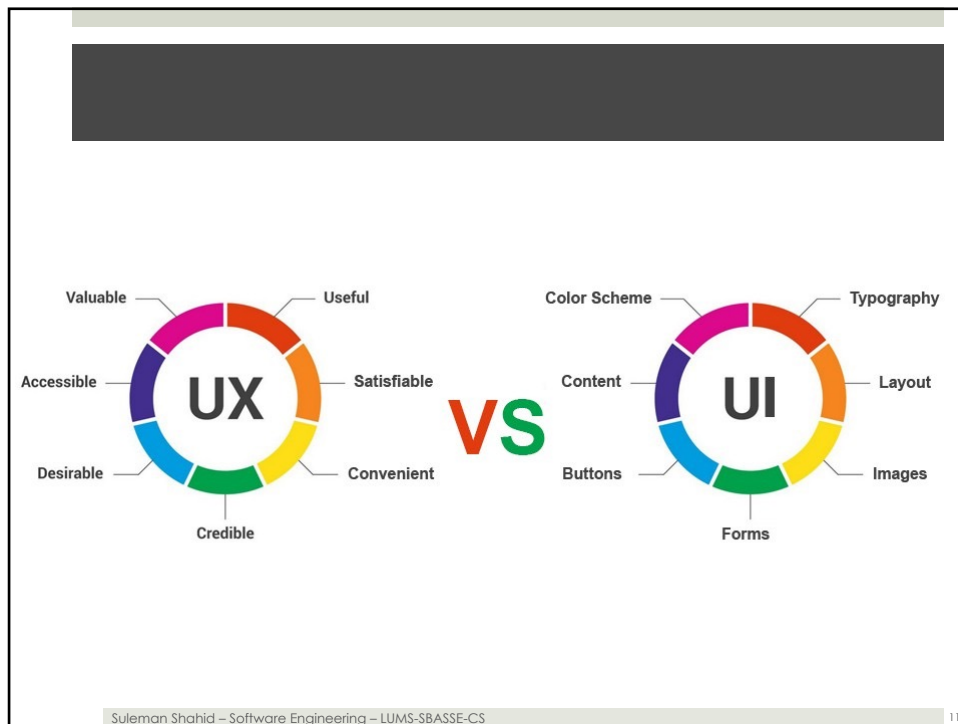 Valuable
Useful
Accessible
UX
Satisfiable
Desirable
Convenient
Credible
VS
Color Scheme
Typography
Content
UI
Layout
Buttons
Images
Forms
Suleman Shahid – Software Engineering – LUMS-SBASSE-CS
11